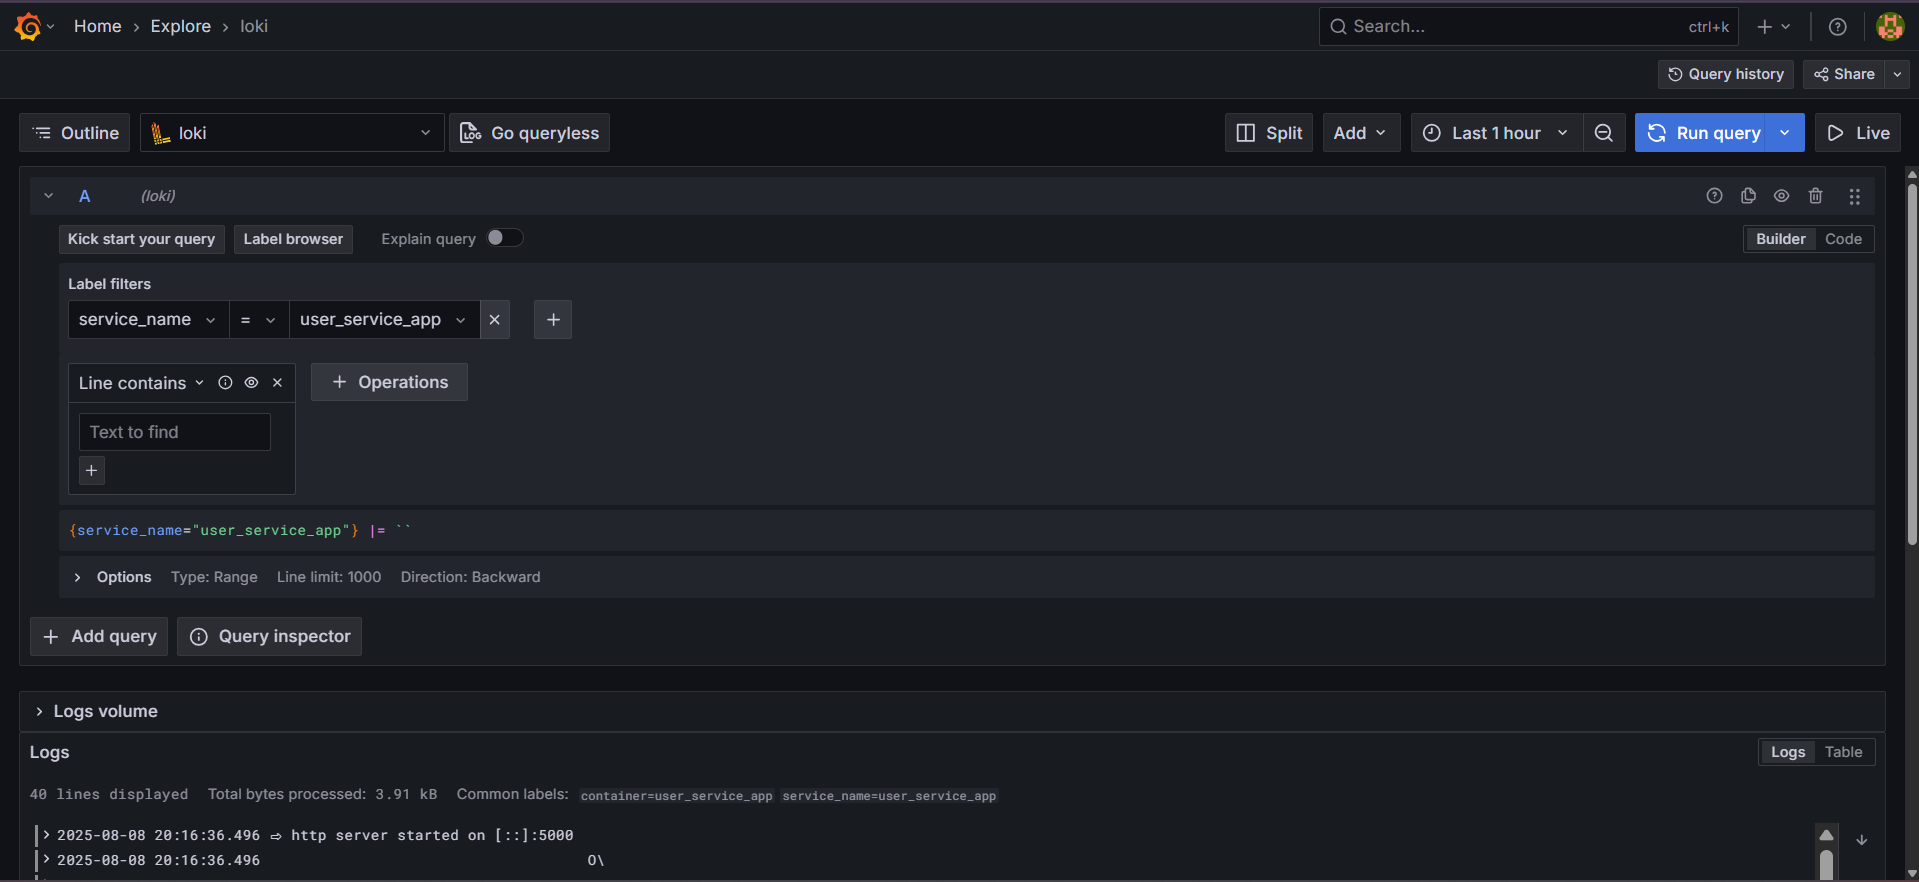 Home › Explore › loki
Search... ctrl+k
Query history Share
Outline loki Go queryless Split Add Last 1 hour Run query Live
A (loki)
Kick start your query Label browser Explain query Builder Code
Label filters
service_name = user_service_app
Line contains Operations
Text to find
{service_name="user_service_app"} |= ``
Options Type: Range Line limit: 1000 Direction: Backward
Add query Query inspector
Logs volume
Logs Logs Table
40 lines displayed Total bytes processed: 3.91 kB Common labels: container=user_service_app service_name=user_service_app
2025-08-08 20:16:36.496 ⇨ http server started on [::]:5000
2025-08-08 20:16:36.496 O\